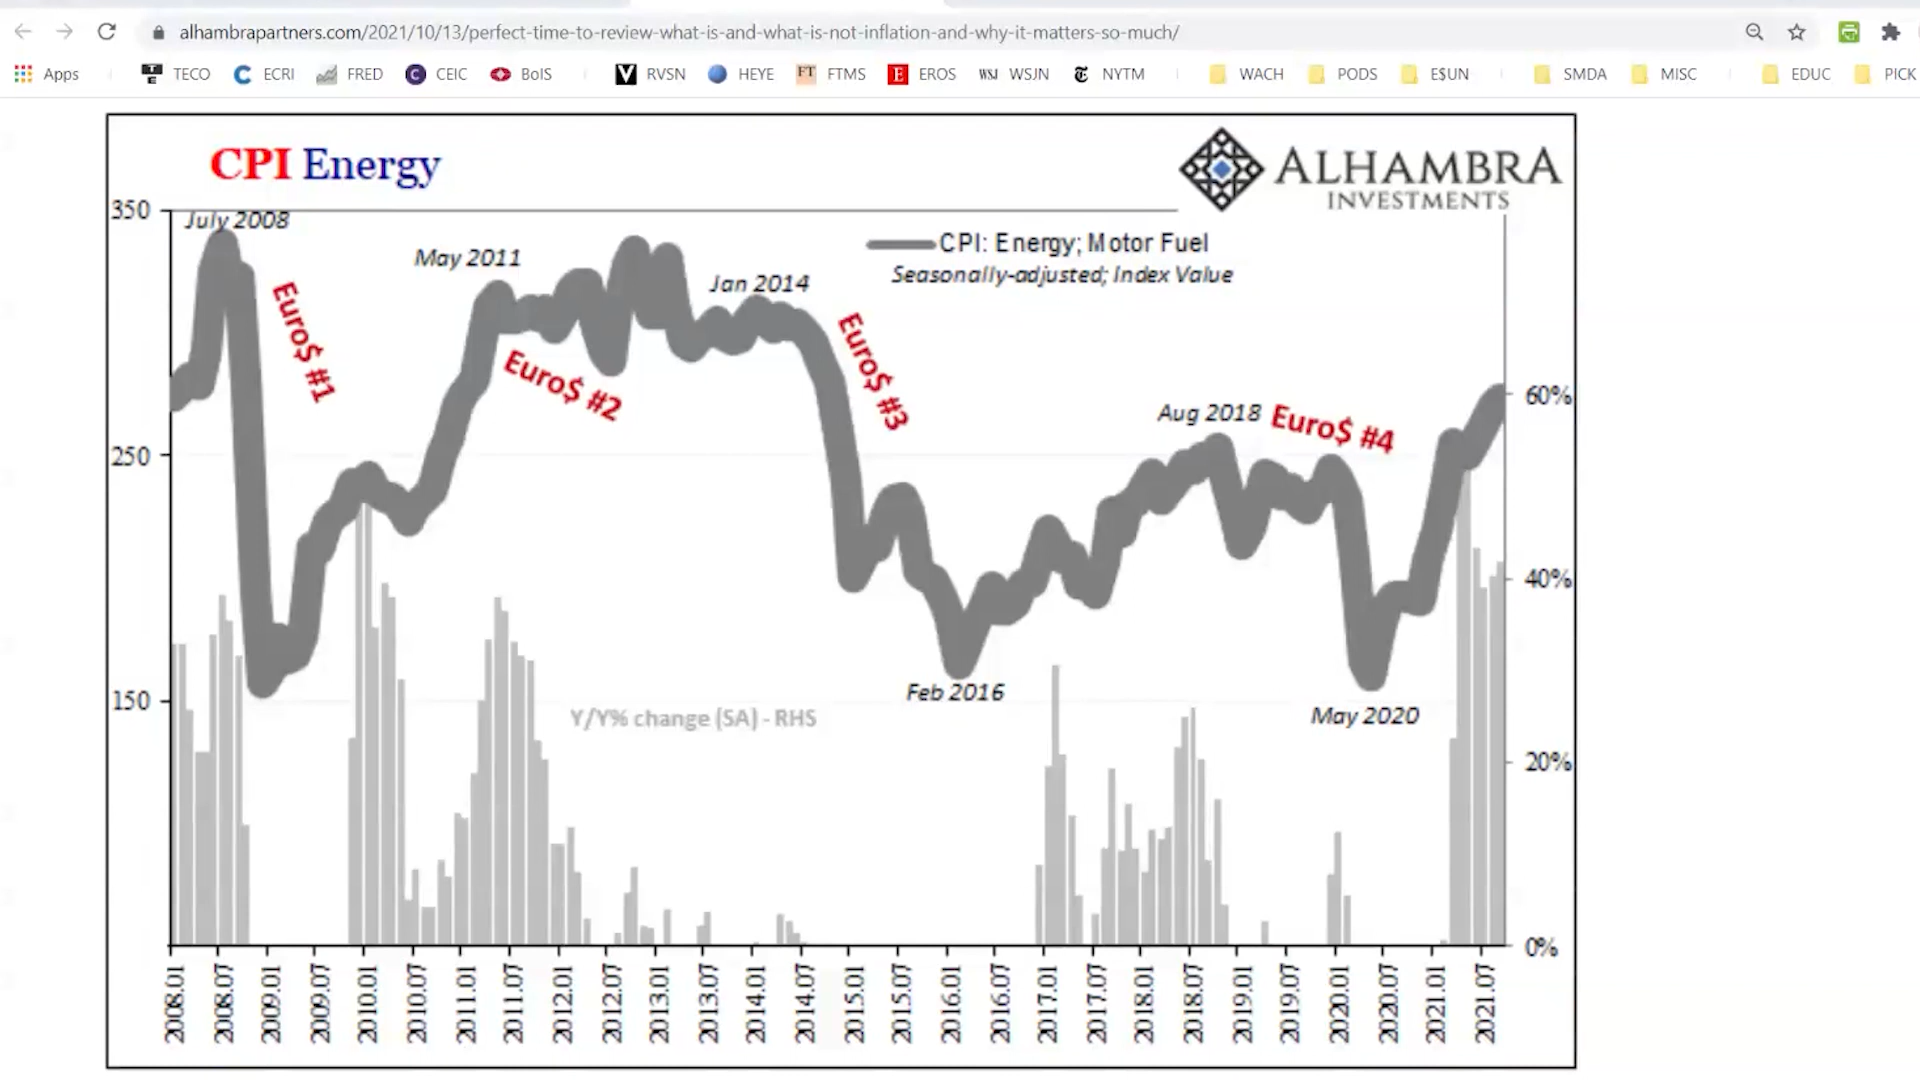 alhambrapartners.com/2021/10/13/perfect-time-to-review-what-is-and-what-is-not-inflation-and-why-it-matters-so-much/
Apps TECO ECRI FRED CEIC BoIS RVSN HEYE FT FTMS EROS WSJ WSJN NYTM WACH PODS E$UN SMDA MISC EDUC PICK
CPI Energy
ALHAMBRA
INVESTMENTS
350
July 2008
May 2011
CPI: Energy; Motor Fuel
Seasonally-adjusted; Index Value
Jan 2014
Euro$ #1
Euro$ #2
Euro$ #3
Aug 2018
Euro$ #4
60%
250
40%
Feb 2016
150
Y/Y% change (SA) - RHS
May 2020
20%
0%
2008.01 2008.07 2009.01 2009.07 2010.01 2010.07 2011.01 2011.07 2012.01 2012.07 2013.01 2013.07 2014.01 2014.07 2015.01 2015.07 2016.01 2016.07 2017.01 2017.07 2018.01 2018.07 2019.01 2019.07 2020.01 2020.07 2021.01 2021.07